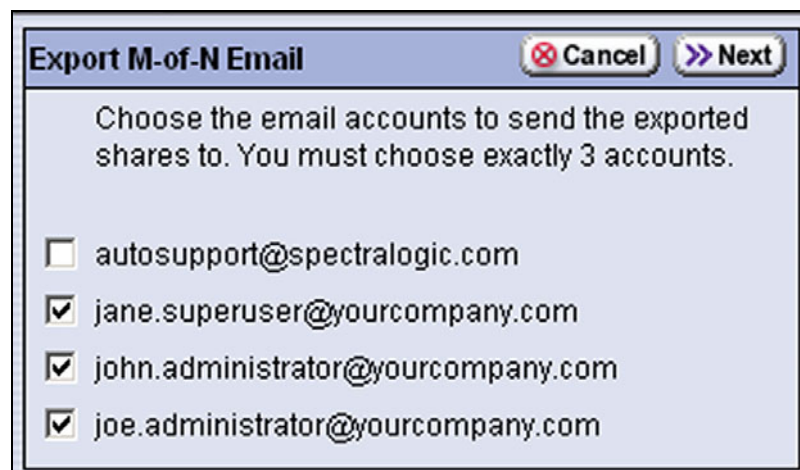 Export M-of-N Email
Cancel
Next
Choose the email accounts to send the exported
shares to. You must choose exactly 3 accounts.
autosupport@spectralogic.com
jane.superuser@yourcompany.com
john.administrator@yourcompany.com
joe.administrator@yourcompany.com